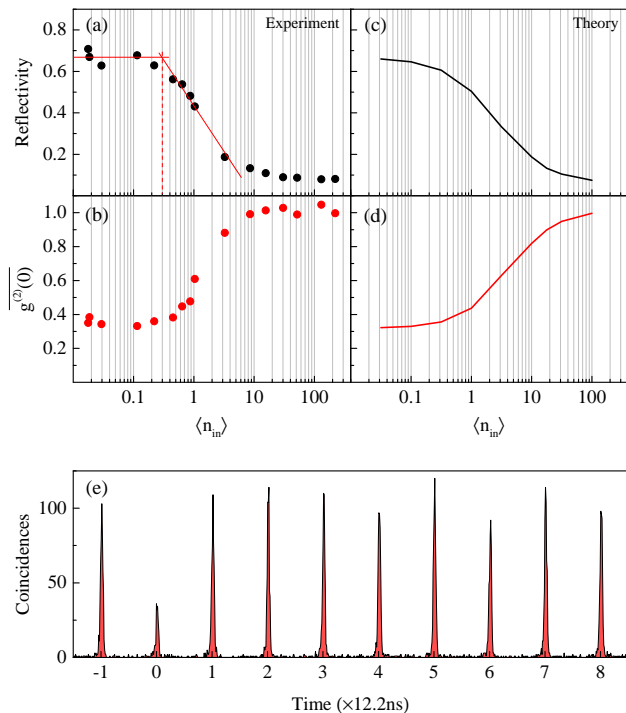 (a) Experiment
(c) Theory
Reflectivity
0.8
0.6
0.4
0.2
(b)
(d)
g⁽²⁾(0)
1.0
0.8
0.6
0.4
0.2
0.1 1 10 100
0.1 1 10 100
⟨n_in⟩
⟨n_in⟩
(e)
Coincidences
100
50
0
-1 0 1 2 3 4 5 6 7 8
Time (×12.2ns)